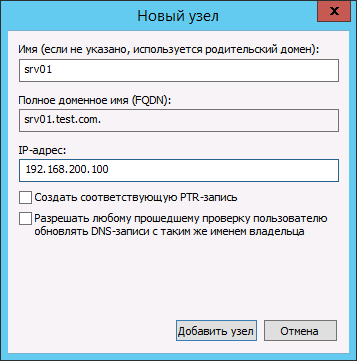 Новый узел
x
Имя (если не указано, используется родительский домен):
srv01
Полное доменное имя (FQDN):
srv01.test.com.
IP-адрес:
192.168.200.100
Создать соответствующую PTR-запись
Разрешать любому прошедшему проверку пользователю
обновлять DNS-записи с таким же именем владельца
Добавить узел Отмена